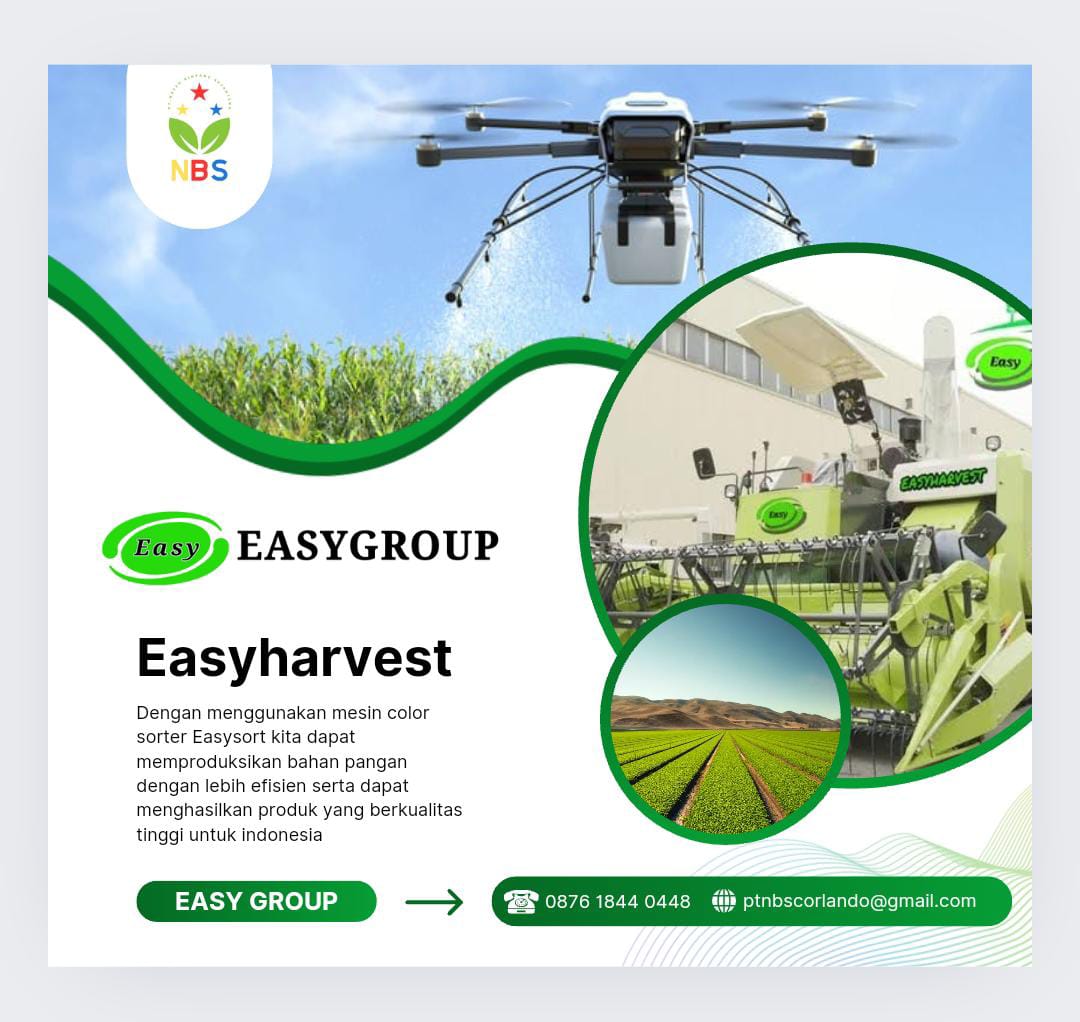 NBS
Easy
EASYHARVEST
Easy
Easy EASYGROUP
Easyharvest
Dengan menggunakan mesin color
sorter Easysort kita dapat
memproduksikan bahan pangan
dengan lebih efisien serta dapat
menghasilkan produk yang berkualitas
tinggi untuk indonesia
EASY GROUP
0876 1844 0448 ptnbscorlando@gmail.com